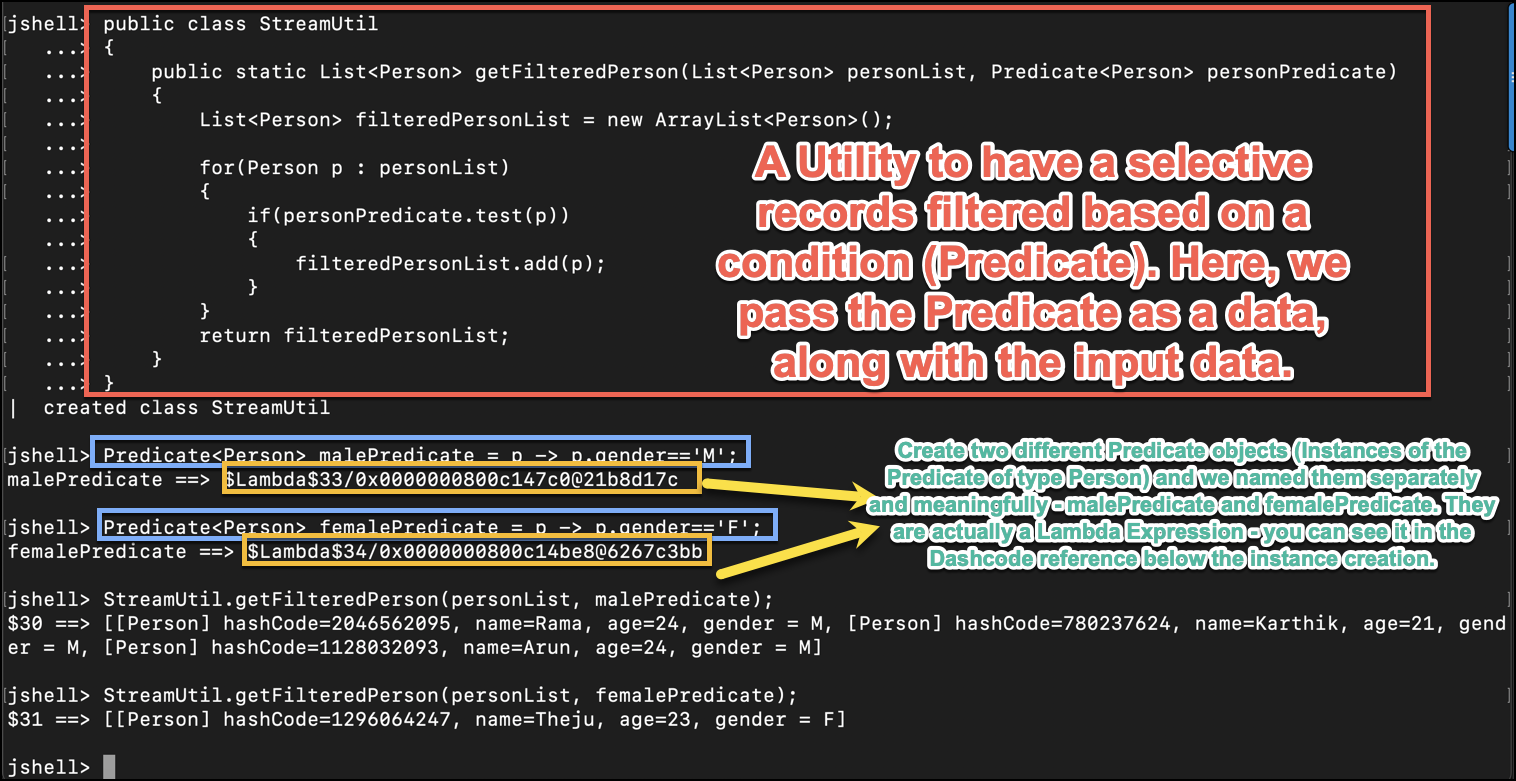 jshell> public class StreamUtil
   ...> {
   ...>     public static List<Person> getFilteredPerson(List<Person> personList, Predicate<Person> personPredicate)
   ...>     {
   ...>         List<Person> filteredPersonList = new ArrayList<Person>();
   ...>
   ...>         for(Person p : personList)
   ...>         {
   ...>             if(personPredicate.test(p))
   ...>             {
   ...>                 filteredPersonList.add(p);
   ...>             }
   ...>         }
   ...>         return filteredPersonList;
   ...>     }
   ...> }
|  created class StreamUtil
A Utility to have a selective
records filtered based on a
condition (Predicate). Here, we
pass the Predicate as a data,
along with the input data.
jshell> Predicate<Person> malePredicate = p -> p.gender=='M';
malePredicate ==> $Lambda$33/0x0000000800c147c0@21b8d17c
jshell> Predicate<Person> femalePredicate = p -> p.gender=='F';
femalePredicate ==> $Lambda$34/0x0000000800c14be8@6267c3bb
Create two different Predicate objects (Instances of the
Predicate of type Person) and we named them separately
and meaningfully - malePredicate and femalePredicate. They
are actually a Lambda Expression - you can see it in the
Dashcode reference below the instance creation.
jshell> StreamUtil.getFilteredPerson(personList, malePredicate);
$30 ==> [[Person] hashCode=2046562095, name=Rama, age=24, gender = M, [Person] hashCode=780237624, name=Karthik, age=21, gend
er = M, [Person] hashCode=1128032093, name=Arun, age=24, gender = M]
jshell> StreamUtil.getFilteredPerson(personList, femalePredicate);
$31 ==> [[Person] hashCode=1296064247, name=Theju, age=23, gender = F]
jshell>